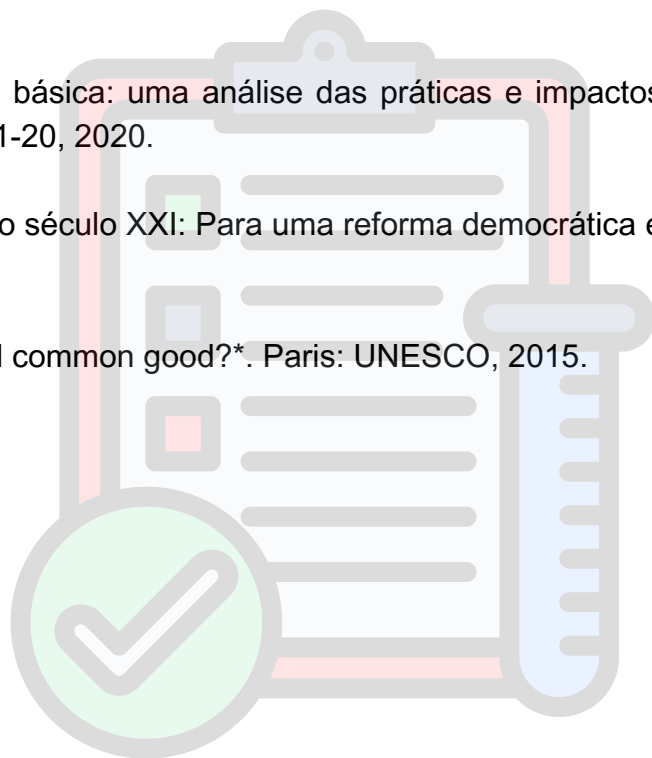 básica: uma análise das práticas e impactos
1-20, 2020.
o século XXI: Para uma reforma democrática e
common good?*. Paris: UNESCO, 2015.